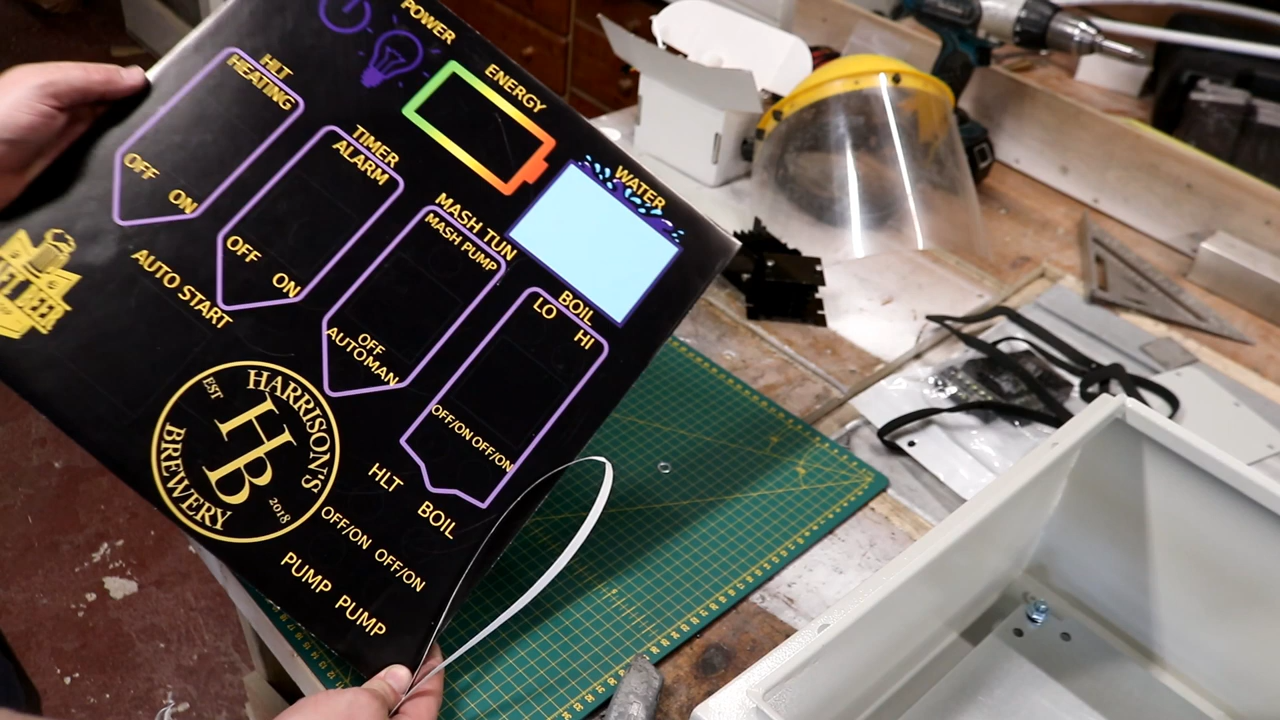 POWER
ENERGY
WATER
HLT
HEATING
OFF
ON
TIMER
ALARM
OFF
ON
MASH TUN
MASH PUMP
OFF
AUTO MAN
BOIL
LO HI
OFF/ON OFF/ON
AUTO START
BEER
EST
HARRISON'S
HB
BREWERY
2018
HLT BOIL
OFF/ON OFF/ON
PUMP PUMP